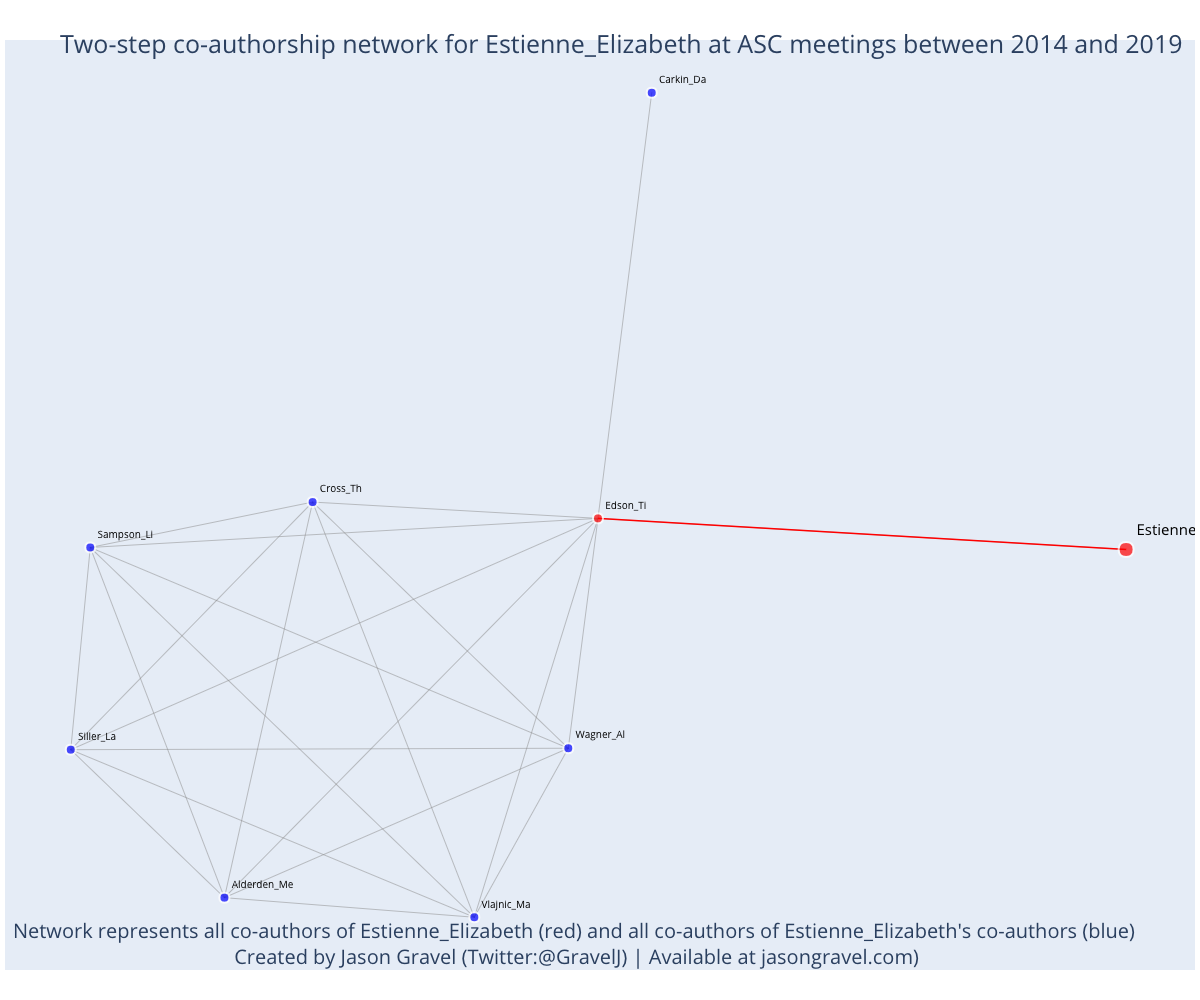 Two-step co-authorship network for Estienne_Elizabeth at ASC meetings between 2014 and 2019
Carkin_Da
Cross_Th
Edson_Ti
Sampson_Li
Estienne
Siller_La
Wagner_Al
Alderden_Me
Vlajnic_Ma
Network represents all co-authors of Estienne_Elizabeth (red) and all co-authors of Estienne_Elizabeth's co-authors (blue)
Created by Jason Gravel (Twitter:@GravelJ) | Available at jasongravel.com)